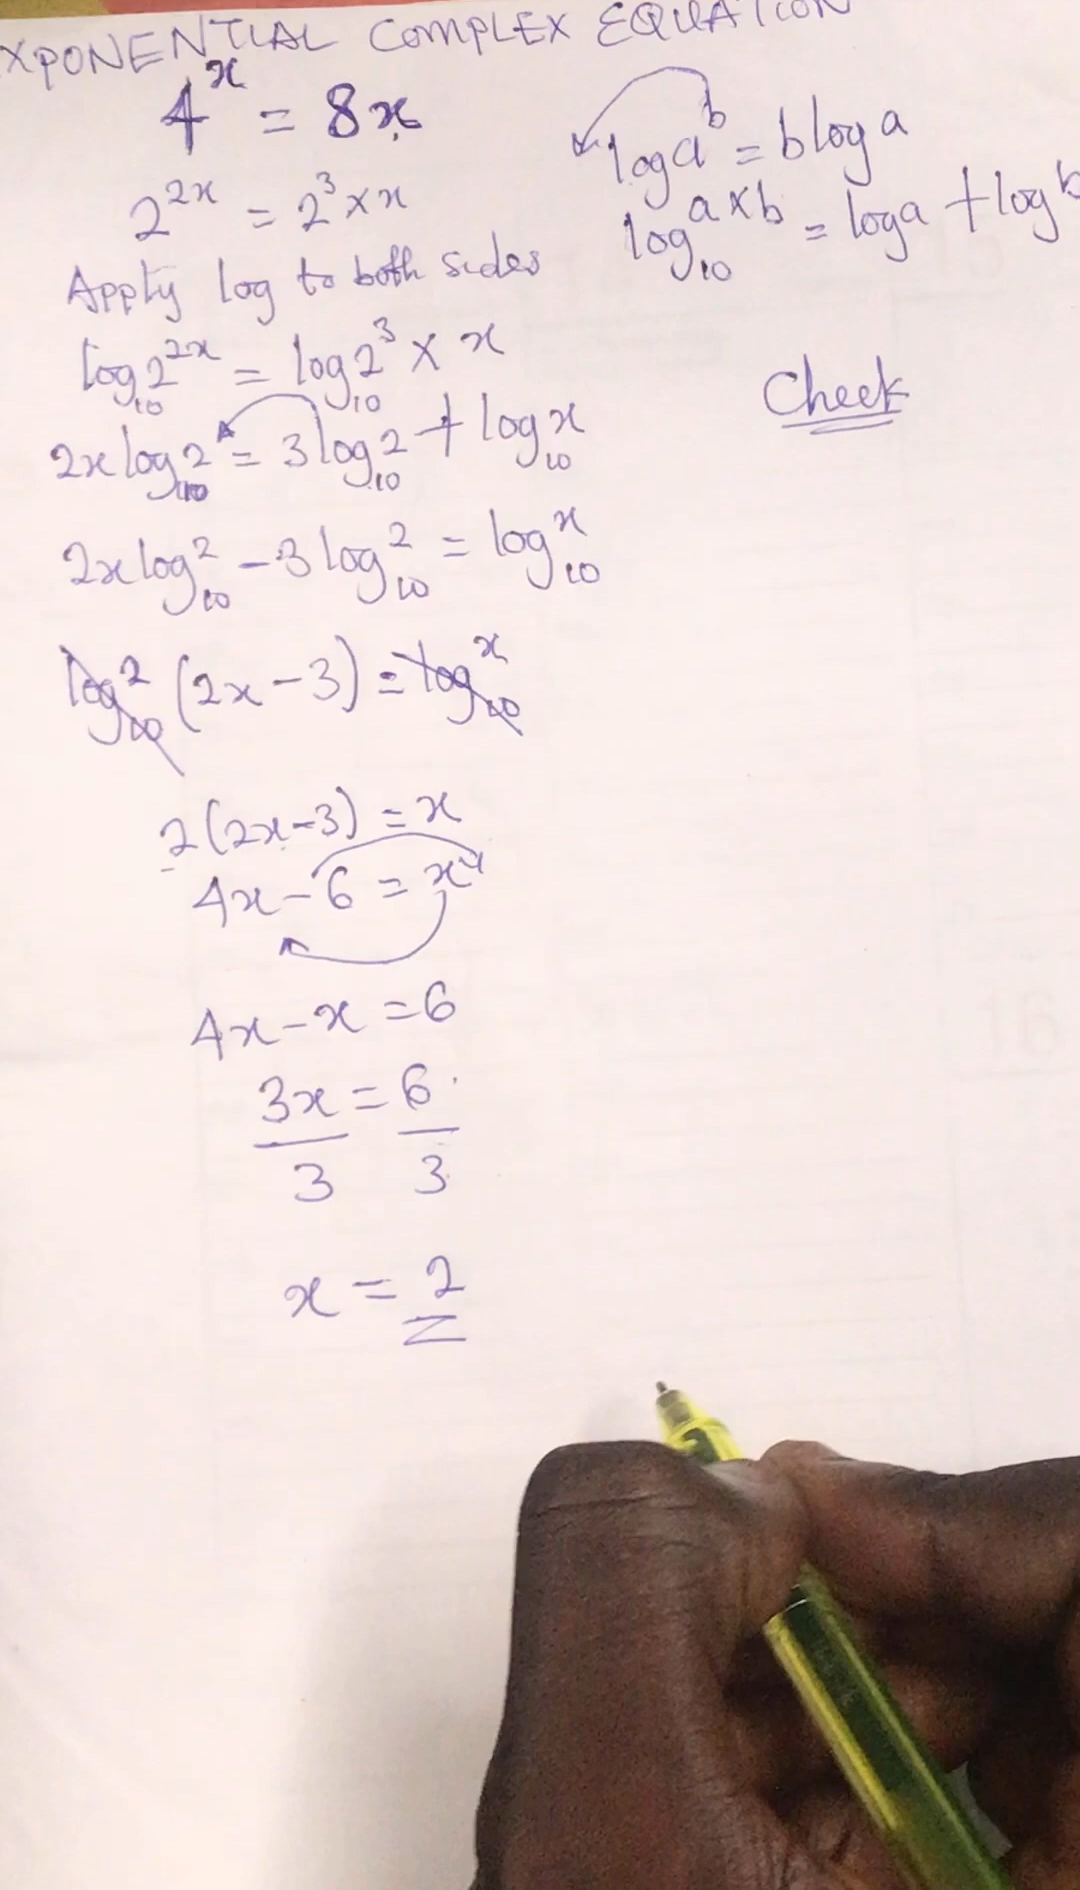 XPONENTIAL COMPLEX EQUATION
4^x = 8x
2^2x = 2^3 × x
Apply log to both sides
log₁₀ 2^2x = log₁₀ 2^3 × x
2x log₁₀ 2 = 3 log₁₀ 2 + log₁₀ x
2x log₁₀ 2 - 3 log₁₀ 2 = log₁₀ x
log₁₀ 2 (2x - 3) = log₁₀ x
2(2x - 3) = x
4x - 6 = x
4x - x = 6
3x = 6
3 3
x = 2
log a^b = b log a
log₁₀ a×b = log a + log b
Check